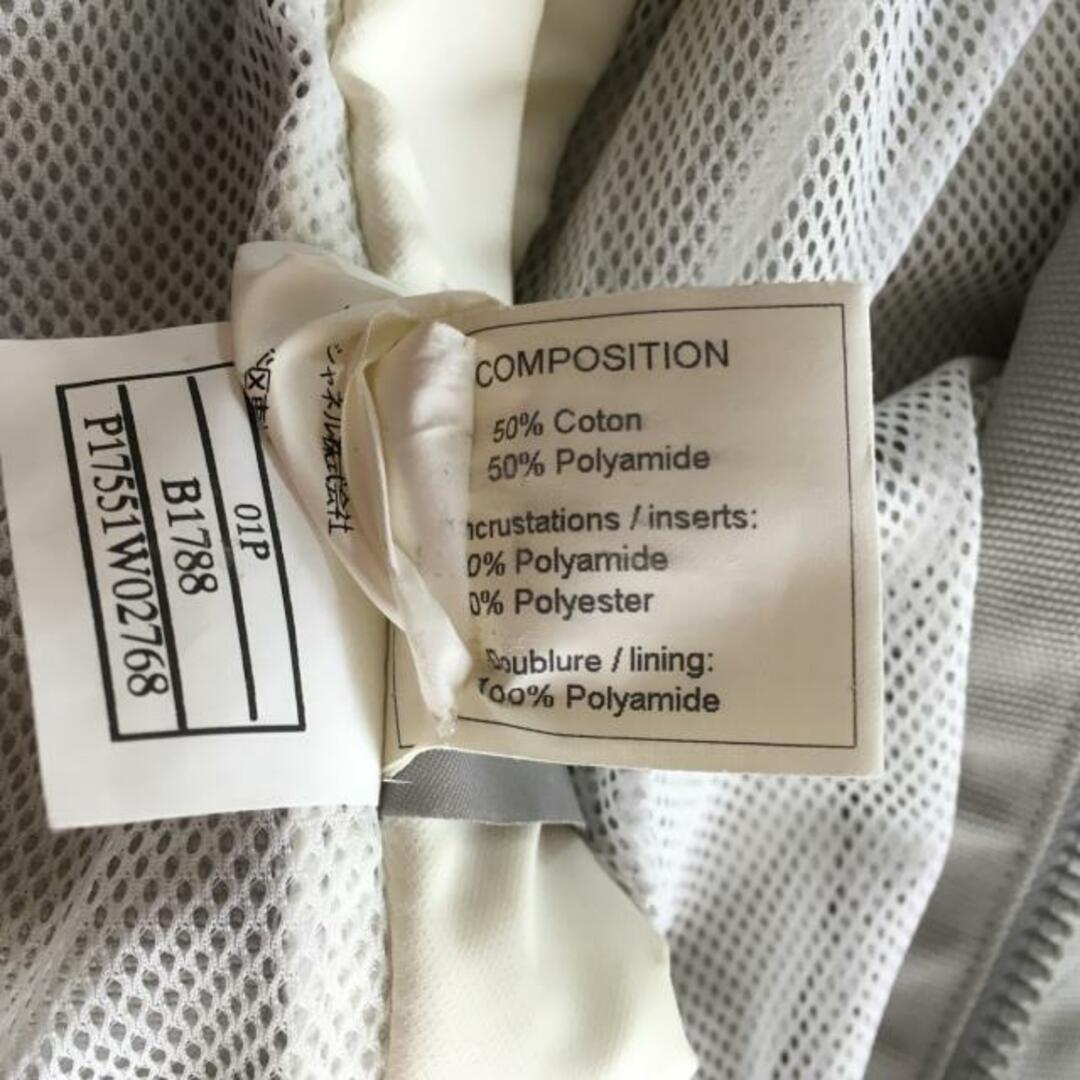 01P
B1788
P17551W02768
シャネル株式会社
COMPOSITION
50% Coton
50% Polyamide
ncrustations / inserts:
0% Polyamide
0% Polyester
oublure / lining:
100% Polyamide